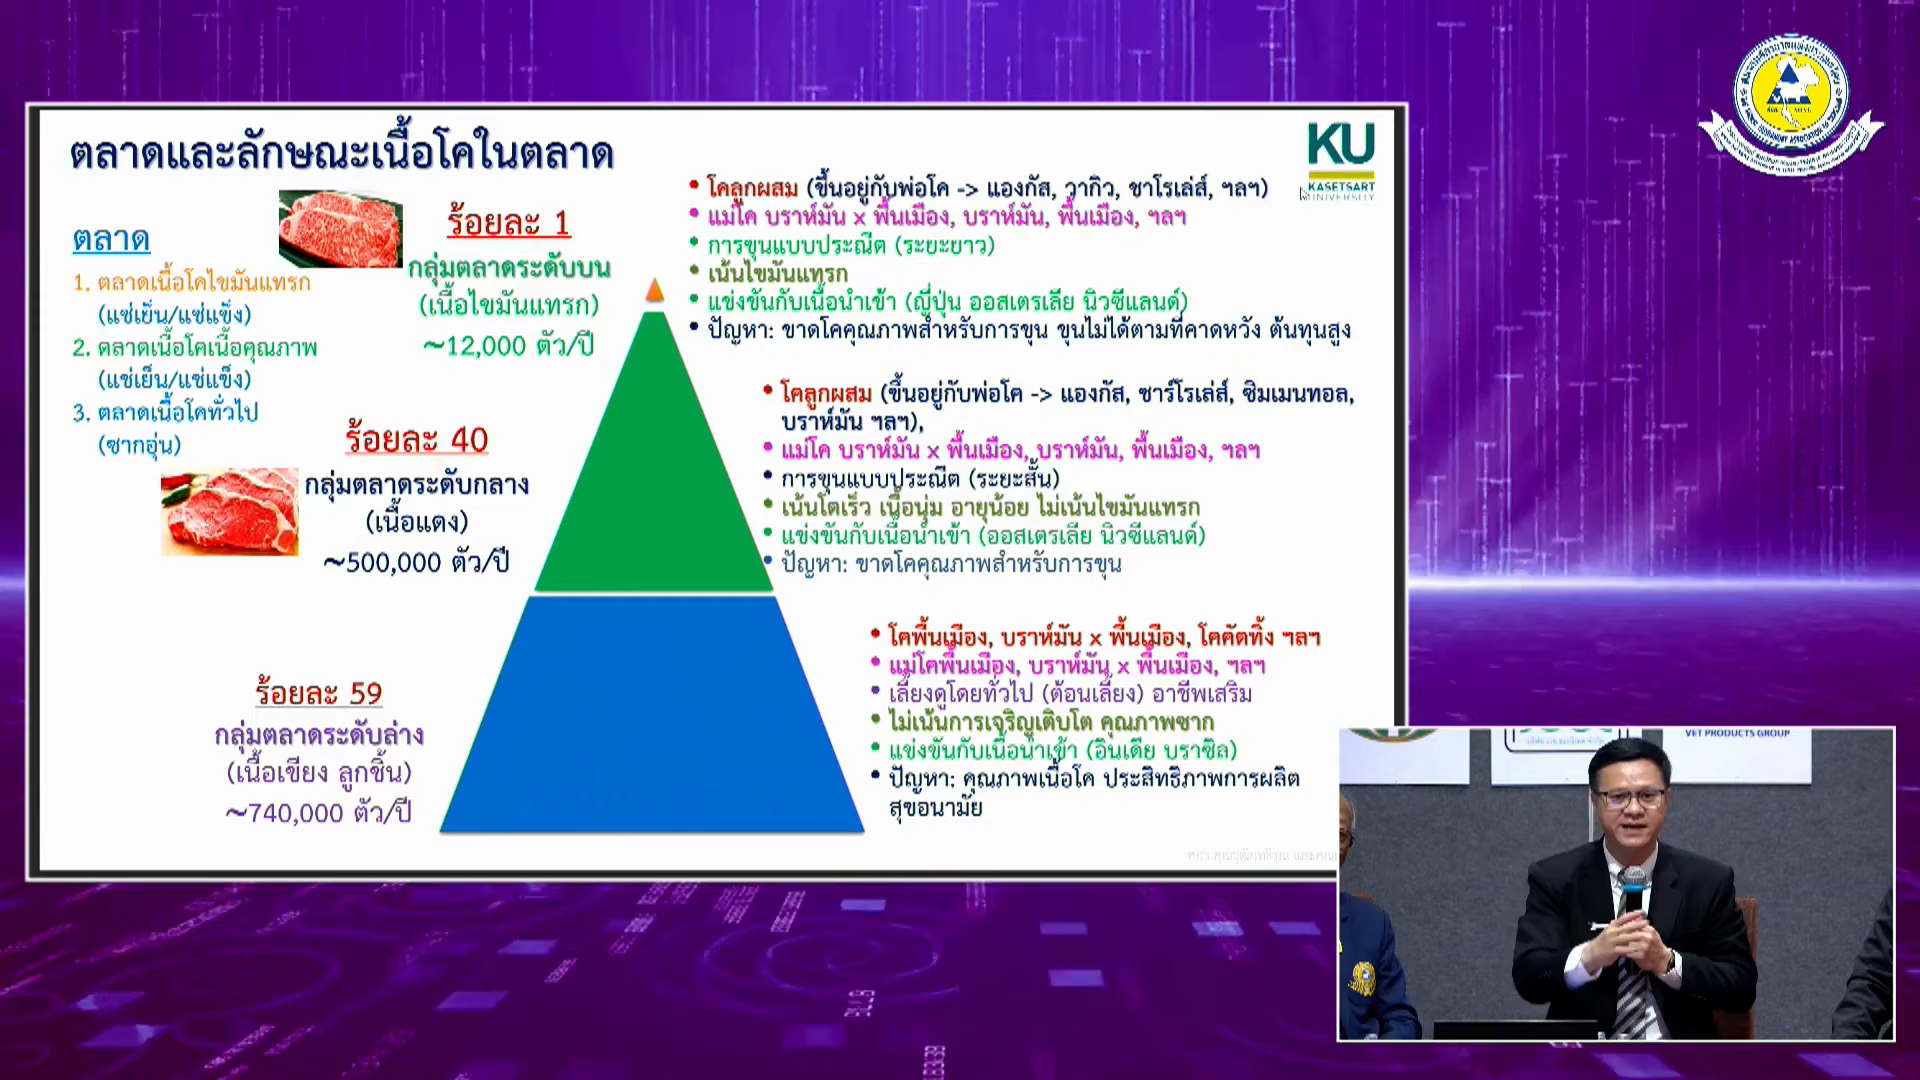 ตลาดและลักษณะเนื้อโคในตลาด
KU
KASETSART
UNIVERSITY
ตลาด
1. ตลาดเนื้อโคไขมันแทรก
(แช่เย็น/แช่แข็ง)
2. ตลาดเนื้อโคเนื้อคุณภาพ
(แช่เย็น/แช่แข็ง)
3. ตลาดเนื้อโคทั่วไป
(ซากอุ่น)
ร้อยละ 1
กลุ่มตลาดระดับบน
(เนื้อไขมันแทรก)
~12,000 ตัว/ปี
• โคลูกผสม (ขึ้นอยู่กับพ่อโค -> แองกัส, วากิว, ชาโรเล่ส์, ฯลฯ)
• แม่โค บราห์มัน x พื้นเมือง, บราห์มัน, พื้นเมือง, ฯลฯ
• การขุนแบบประณีต (ระยะยาว)
• เน้นไขมันแทรก
• แข่งขันกับเนื้อนำเข้า (ญี่ปุ่น ออสเตรเลีย นิวซีแลนด์)
• ปัญหา: ขาดโคคุณภาพสำหรับการขุน ขุนไม่ได้ตามที่คาดหวัง ต้นทุนสูง
ร้อยละ 40
กลุ่มตลาดระดับกลาง
(เนื้อแดง)
~500,000 ตัว/ปี
• โคลูกผสม (ขึ้นอยู่กับพ่อโค -> แองกัส, ชาร์โรเล่ส์, ซิมเมนทอล,
บราห์มัน ฯลฯ),
• แม่โค บราห์มัน x พื้นเมือง, บราห์มัน, พื้นเมือง, ฯลฯ
• การขุนแบบประณีต (ระยะสั้น)
• เน้นโตเร็ว เนื้อนุ่ม อายุน้อย ไม่เน้นไขมันแทรก
• แข่งขันกับเนื้อนำเข้า (ออสเตรเลีย นิวซีแลนด์)
• ปัญหา: ขาดโคคุณภาพสำหรับการขุน
ร้อยละ 59
กลุ่มตลาดระดับล่าง
(เนื้อเขียง ลูกชิ้น)
~740,000 ตัว/ปี
• โคพื้นเมือง, บราห์มัน x พื้นเมือง, โคคัดทิ้ง ฯลฯ
• แม่โคพื้นเมือง, บราห์มัน x พื้นเมือง, ฯลฯ
• เลี้ยงดูโดยทั่วไป (ต้อนเลี้ยง) อาชีพเสริม
• ไม่เน้นการเจริญเติบโต คุณภาพซาก
• แข่งขันกับเนื้อนำเข้า (อินเดีย บราซิล)
• ปัญหา: คุณภาพเนื้อโค ประสิทธิภาพการผลิต
สุขอนามัย
VET PRODUCTS GROUP